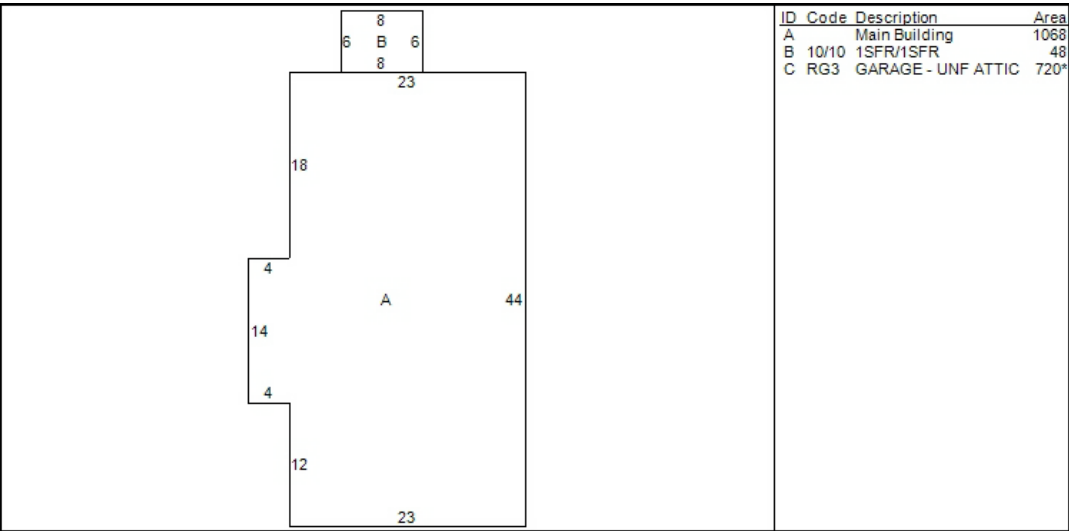 8
6 B 6
8
23
18
4
A 44
14
4
12
23
ID Code Description Area
A Main Building 1068
B 10/10 1SFR/1SFR 48
C RG3 GARAGE - UNF ATTIC 720*